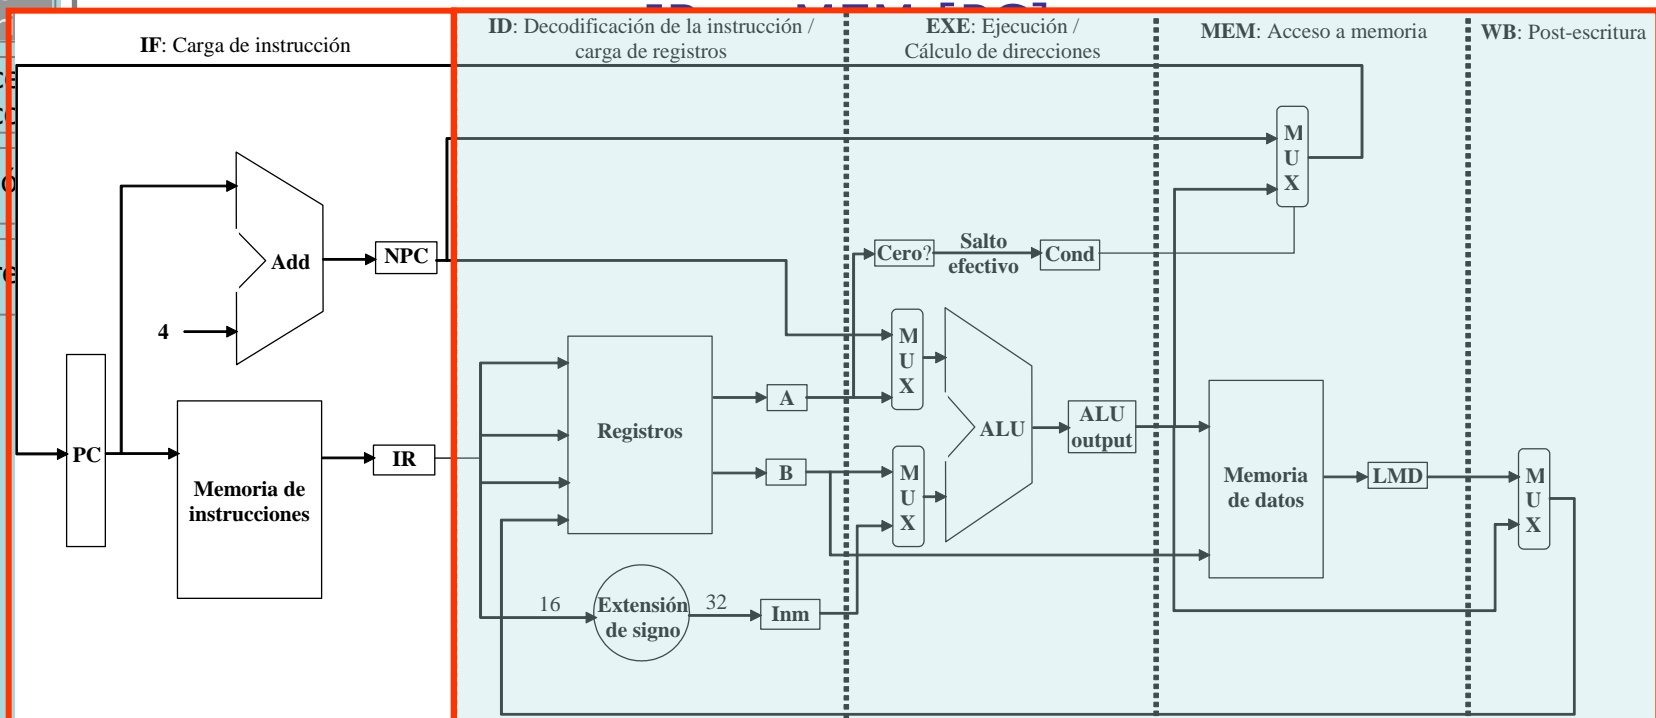 IF: Carga de instrucción
ID: Decodificación de la instrucción /
carga de registros
EXE: Ejecución /
Cálculo de direcciones
MEM: Acceso a memoria
WB: Post-escritura
M
U
X
Add
NPC
4
Cero?
Salto
efectivo
Cond
M
U
X
PC
Memoria de
instrucciones
IR
Registros
A
B
M
U
X
ALU
ALU
output
Memoria
de datos
LMD
M
U
X
16
Extensión
de signo
32
Inm